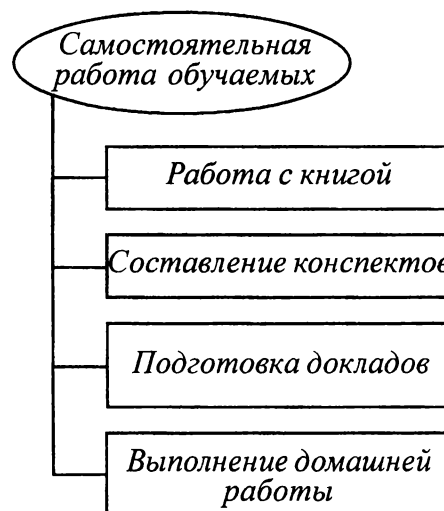 Самостоятельная
работа обучаемых
Работа с книгой
Составление конспектов
Подготовка докладов
Выполнение домашней
работы